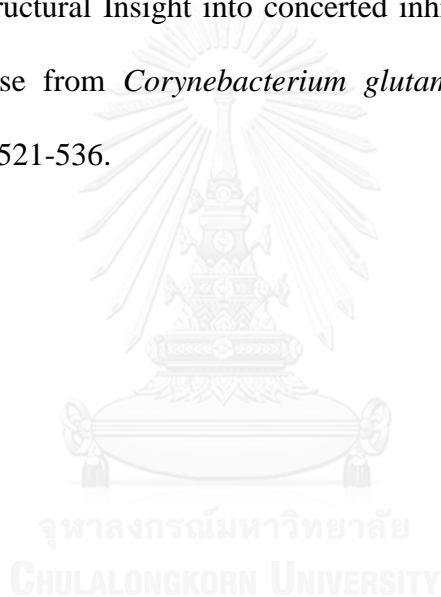 ructural Insight into concerted inh
se from Corynebacterium glutan
521-536.
จุฬาลงกรณ์มหาวิทยาลัย
CHULALONGKORN UNIVERSITY